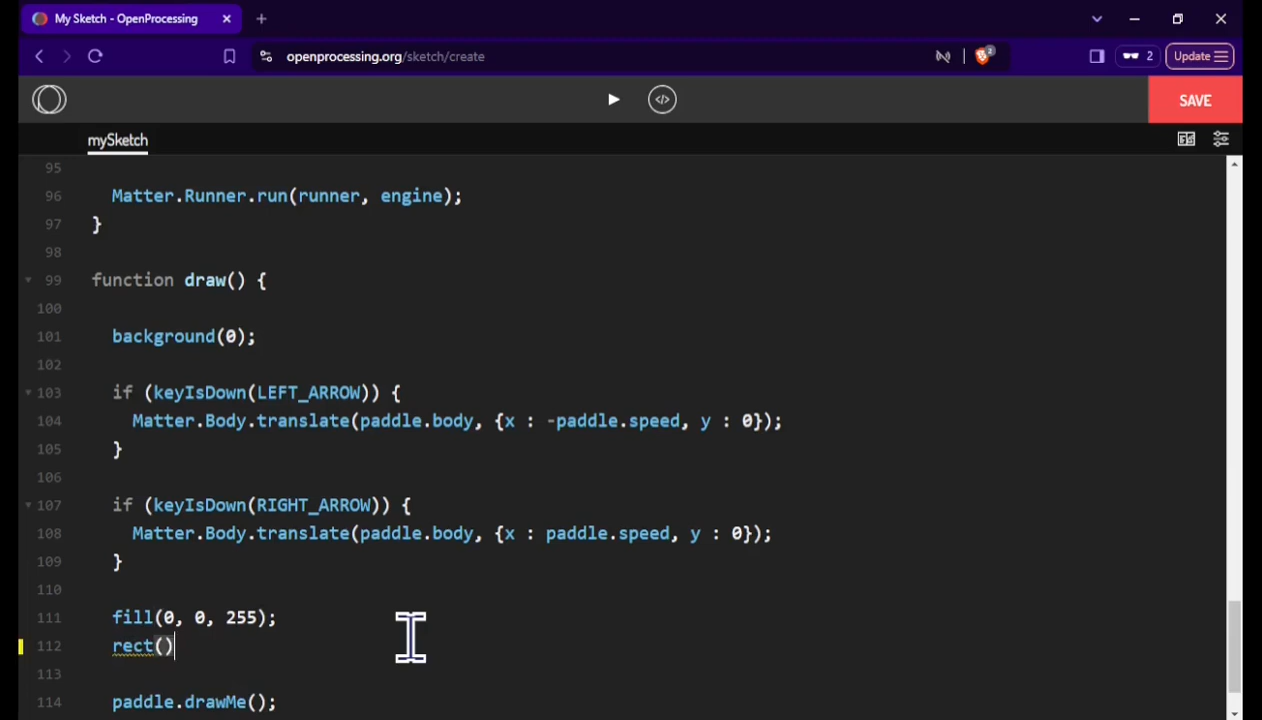 My Sketch - OpenProcessing
openprocessing.org/sketch/create
2
2
Update
SAVE
mySketch
95
96 Matter.Runner.run(runner, engine);
97 }
98
99 function draw() {
100
101 background(0);
102
103 if (keyIsDown(LEFT_ARROW)) {
104 Matter.Body.translate(paddle.body, {x : -paddle.speed, y : 0});
105 }
106
107 if (keyIsDown(RIGHT_ARROW)) {
108 Matter.Body.translate(paddle.body, {x : paddle.speed, y : 0});
109 }
110
111 fill(0, 0, 255);
112 rect()
113
114 paddle.drawMe();